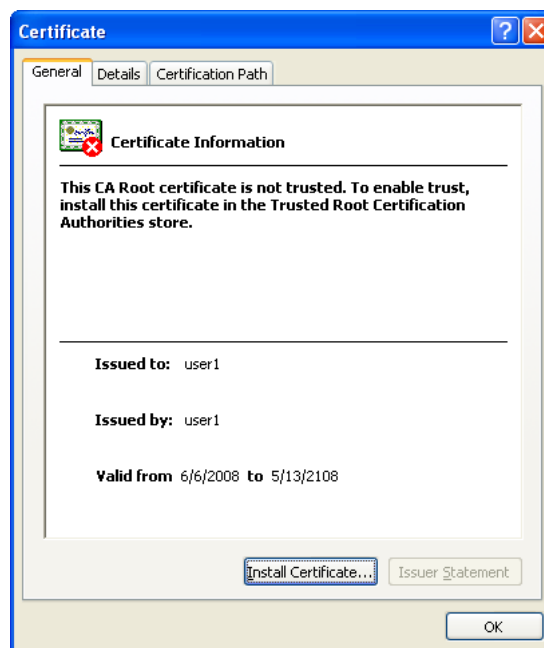 Certificate
General Details Certification Path
Certificate Information
This CA Root certificate is not trusted. To enable trust,
install this certificate in the Trusted Root Certification
Authorities store.
Issued to: user1
Issued by: user1
Valid from 6/6/2008 to 5/13/2108
Install Certificate... Issuer Statement
OK